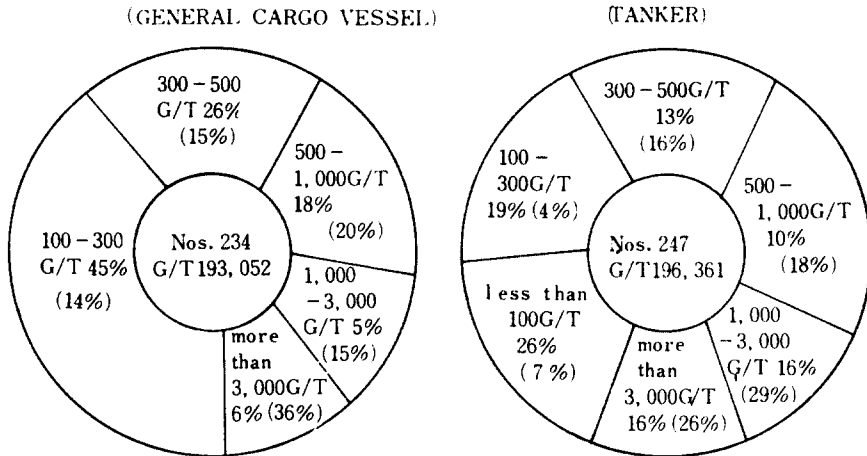 (GENERAL CARGO VESSEL)
300-500
G/T 26%
(15%)
500-
1,000G/T
18%
(20%)
1,000
-3,000
G/T 5%
(15%)
more
than
3,000G/T
6% (36%)
100-300
G/T 45%
(14%)
Nos. 234
G/T193,052
(TANKER)
300-500G/T
13%
(16%)
500-
1,000G/T
10%
(18%)
1,000
-3,000
G/T 16%
(29%)
more
than
3,000G/T
16% (26%)
less than
100G/T
26%
(7%)
100-
300G/T
19% (4%)
Nos. 247
G/T196,361